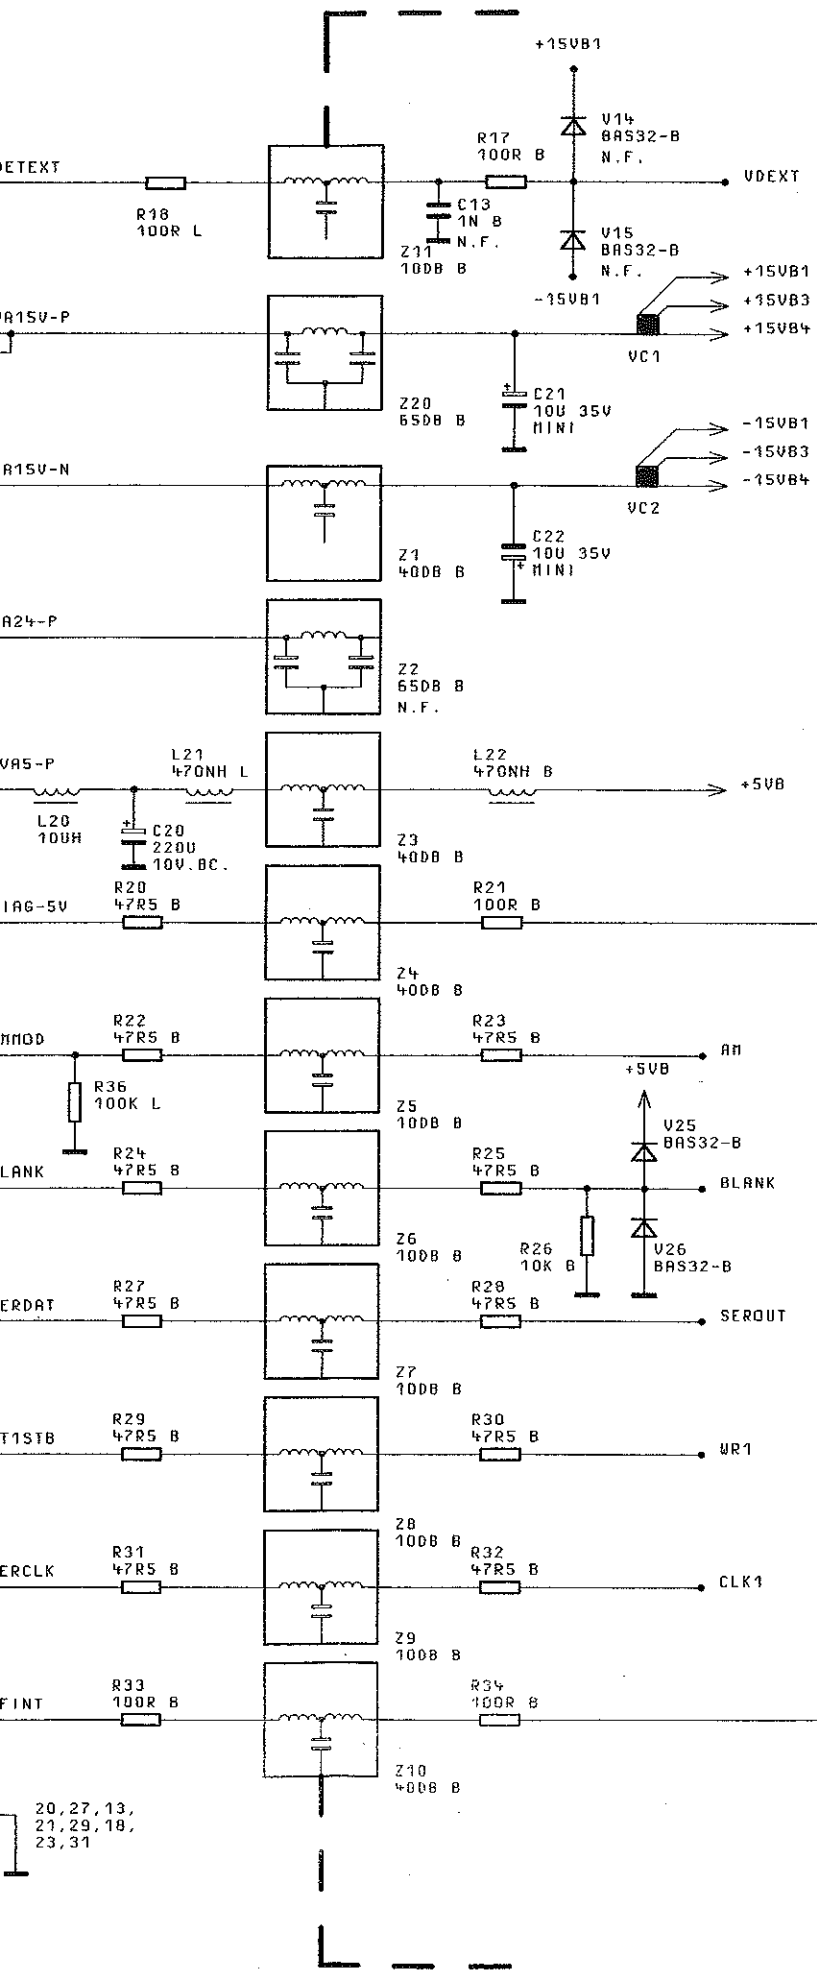 +15VB1
V14
BAS32-B
N.F.
R17
100R B
DETEXT
VDEXT
R18
100R L
C13
1N B
N.F.
Z11
10DB B
V15
BAS32-B
N.F.
-15VB1
+15VB1
+15VB3
+15VB4
VA15V-P
VC1
Z20
65DB B
C21
10U 35V
MINI
+
-15VB1
-15VB3
-15VB4
A15V-N
VC2
Z1
40DB B
C22
10U 35V
MINI
+
A24-P
Z2
65DB B
N.F.
VA5-P
L21
470NH L
L22
470NH B
+5VB
L20
10UH
+
C20
220U
10V.BC.
Z3
40DB B
IAG-5V
R20
47R5 B
R21
100R B
Z4
40DB B
MMOD
R22
47R5 B
R23
47R5 B
AM
R36
100K L
Z5
10DB B
+5VB
V25
BAS32-B
LANK
R24
47R5 B
R25
47R5 B
BLANK
Z6
10DB B
R26
10K B
V26
BAS32-B
ERDAT
R27
47R5 B
R28
47R5 B
SEROUT
Z7
10DB B
T1STB
R29
47R5 B
R30
47R5 B
WR1
Z8
10DB B
ERCLK
R31
47R5 B
R32
47R5 B
CLK1
Z9
10DB B
FINT
R33
100R B
R34
100R B
Z10
40DB B
20,27,13,
21,29,18,
23,31